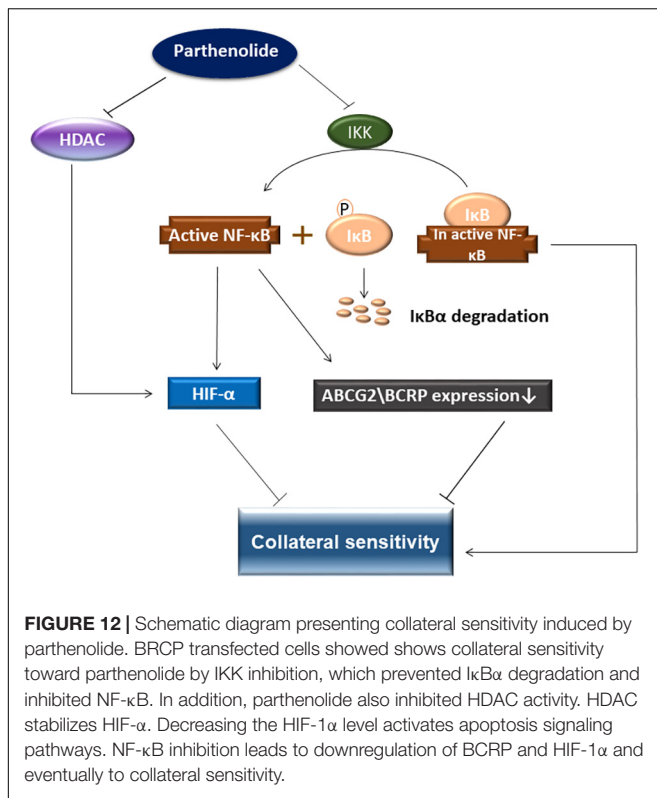 Parthenolide
HDAC
IKK
P
IκB
Active NF-κB
+
IκB
In active NF-
κB
IκBα degradation
HIF-α
ABCG2\BCRP expression↓
Collateral sensitivity
FIGURE 12 | Schematic diagram presenting collateral sensitivity induced by
parthenolide. BRCP transfected cells showed shows collateral sensitivity
toward parthenolide by IKK inhibition, which prevented IκBα degradation and
inhibited NF-κB. In addition, parthenolide also inhibited HDAC activity. HDAC
stabilizes HIF-α. Decreasing the HIF-1α level activates apoptosis signaling
pathways. NF-κB inhibition leads to downregulation of BCRP and HIF-1α and
eventually to collateral sensitivity.